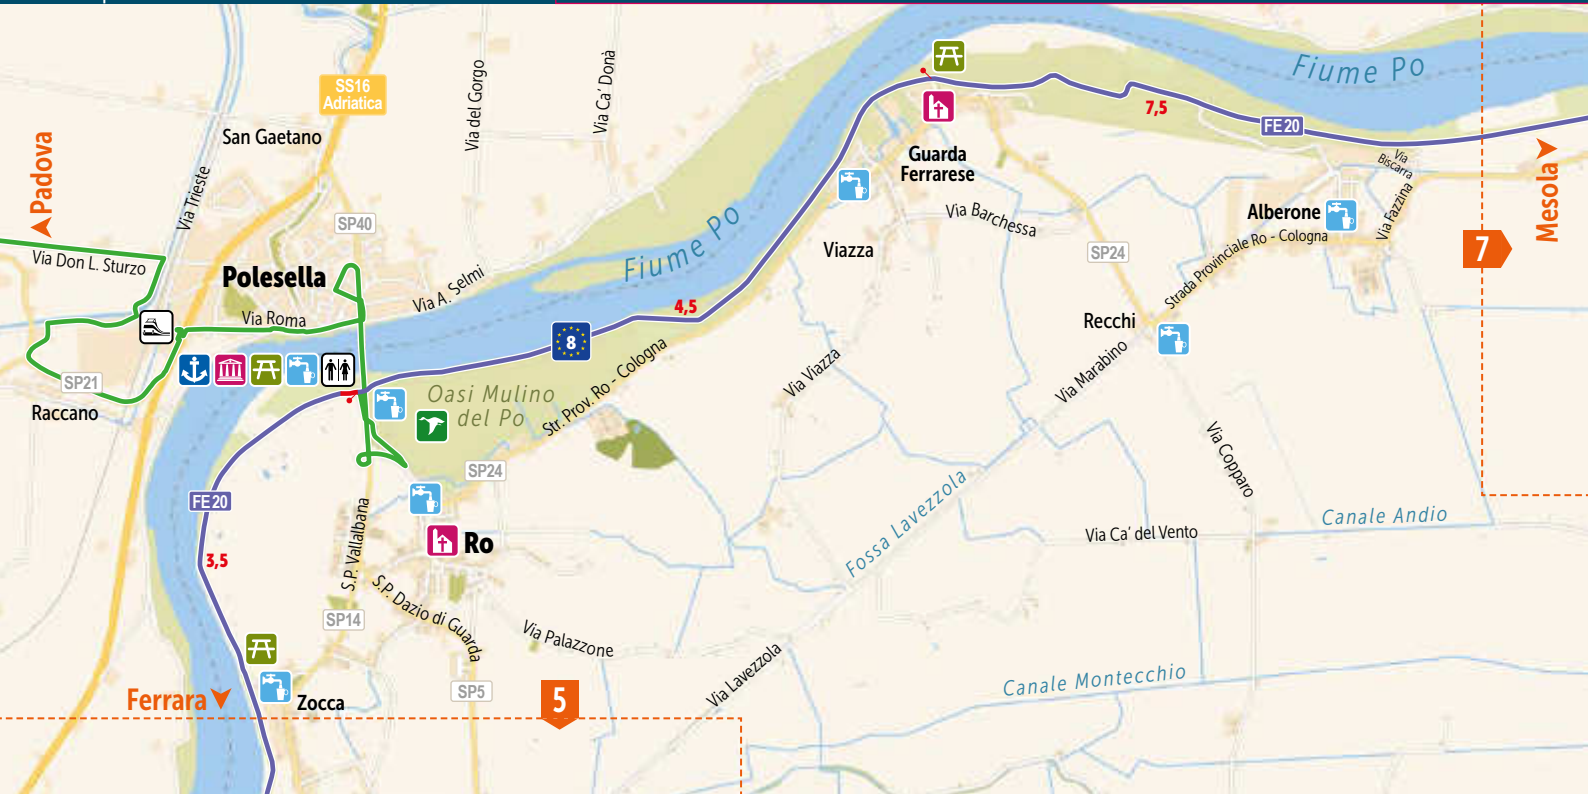 Fiume Po
SS16
Adriatica
Via del Gorgo
Via Ca' Donà
San Gaetano
7,5
FE20
Padova
Via Trieste
Guarda
Ferrarese
Via
Biscarra
Mesola
SP40
Via Barchessa
Alberone
Via Fazzina
Fiume Po
Viazza
SP24
Strada Provinciale Ro - Cologna
7
Via Don L. Sturzo
Polesella
Via A. Selmi
4,5
Via Roma
Recchi
8
SP21
Raccano
Oasi Mulino
del Po
Str. Prov. Ro - Cologna
Via Viazza
Via Marabino
SP24
Via Copparo
FE20
Fossa Lavezzola
Canale Andio
Via Ca' del Vento
S.P. Vallalbana
Ro
3,5
S.P. Dazio di Guarda
SP14
Via Palazzone
Via Lavezzola
Canale Montecchio
SP5
5
Ferrara
Zocca